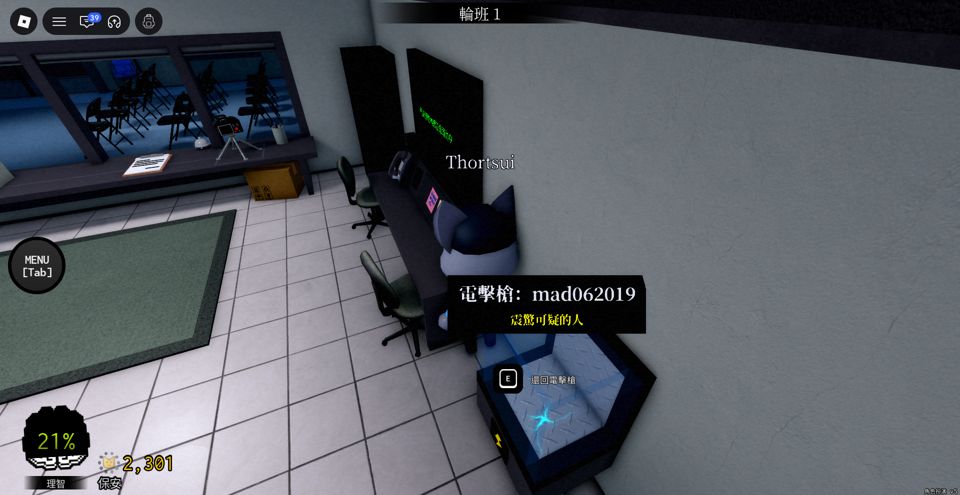 39
輪班 1
Thortsui
MENU
[Tab]
電擊槍: mad062019
震驚可疑的人
E
還回電擊槍
21%
理智
2,301
保安